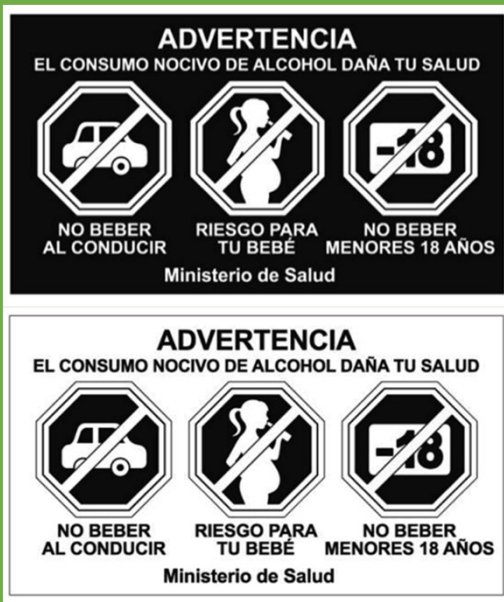 ADVERTENCIA
EL CONSUMO NOCIVO DE ALCOHOL DAÑA TU SALUD
-18
NO BEBER AL CONDUCIR
RIESGO PARA TU BEBÉ
NO BEBER MENORES 18 AÑOS
Ministerio de Salud
ADVERTENCIA
EL CONSUMO NOCIVO DE ALCOHOL DAÑA TU SALUD
-18
NO BEBER AL CONDUCIR
RIESGO PARA TU BEBÉ
NO BEBER MENORES 18 AÑOS
Ministerio de Salud